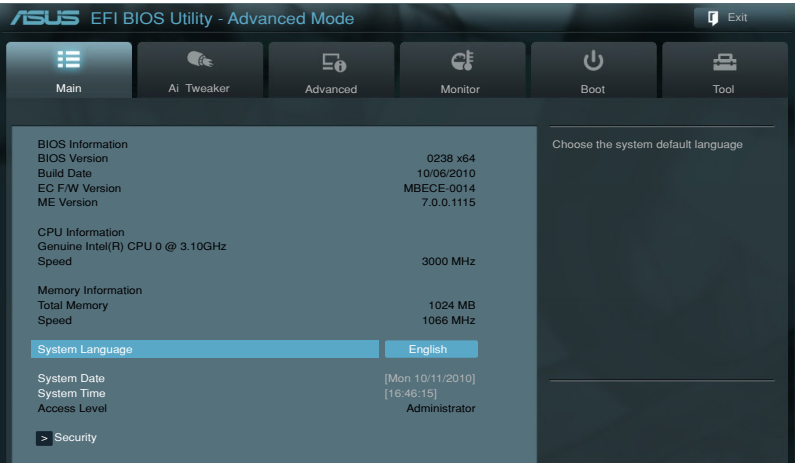 ASUS EFI BIOS Utility - Advanced Mode Exit
Main Ai Tweaker Advanced Monitor Boot Tool
BIOS Information
BIOS Version 0238 x64
Build Date 10/06/2010
EC F/W Version MBECE-0014
ME Version 7.0.0.1115
CPU Information
Genuine Intel(R) CPU 0 @ 3.10GHz
Speed 3000 MHz
Memory Information
Total Memory 1024 MB
Speed 1066 MHz
System Language English
System Date [Mon 10/11/2010]
System Time [16:46:15]
Access Level Administrator
> Security
Choose the system default language